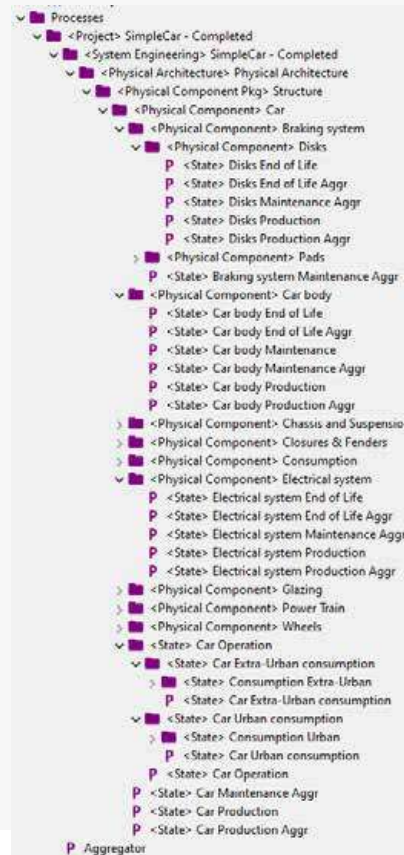 Processes
<Project> SimpleCar - Completed
<System Engineering> SimpleCar - Completed
<Physical Architecture> Physical Architecture
<Physical Component Pkg> Structure
<Physical Component> Car
<Physical Component> Braking system
<Physical Component> Disks
P <State> Disks End of Life
P <State> Disks End of Life Aggr
P <State> Disks Maintenance Aggr
P <State> Disks Production
P <State> Disks Production Aggr
<Physical Component> Pads
P <State> Braking system Maintenance Aggr
<Physical Component> Car body
P <State> Car body End of Life
P <State> Car body End of Life Aggr
P <State> Car body Maintenance
P <State> Car body Maintenance Aggr
P <State> Car body Production
P <State> Car body Production Aggr
<Physical Component> Chassis and Suspensio
<Physical Component> Closures & Fenders
<Physical Component> Consumption
<Physical Component> Electrical system
P <State> Electrical system End of Life
P <State> Electrical system End of Life Aggr
P <State> Electrical system Maintenance Aggr
P <State> Electrical system Production
P <State> Electrical system Production Aggr
<Physical Component> Glazing
<Physical Component> Power Train
<Physical Component> Wheels
<State> Car Operation
<State> Car Extra-Urban consumption
<State> Consumption Extra-Urban
P <State> Car Extra-Urban consumption
<State> Car Urban consumption
<State> Consumption Urban
P <State> Car Urban consumption
P <State> Car Operation
P <State> Car Maintenance Aggr
P <State> Car Production
P <State> Car Production Aggr
P Aggregator